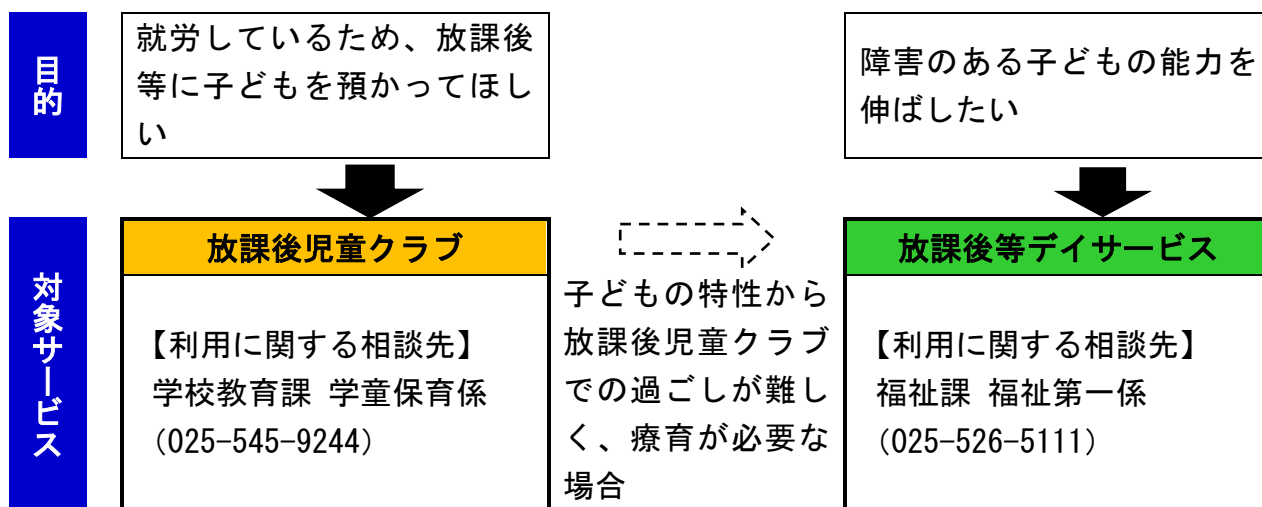 目的
就労しているため、放課後
等に子どもを預かってほし
い
障害のある子どもの能力を
伸ばしたい
対象サービス
放課後児童クラブ
【利用に関する相談先】
学校教育課 学童保育係
(025-545-9244)
子どもの特性から
放課後児童クラブ
での過ごしが難し
く、療育が必要な
場合
放課後等デイサービス
【利用に関する相談先】
福祉課 福祉第一係
(025-526-5111)